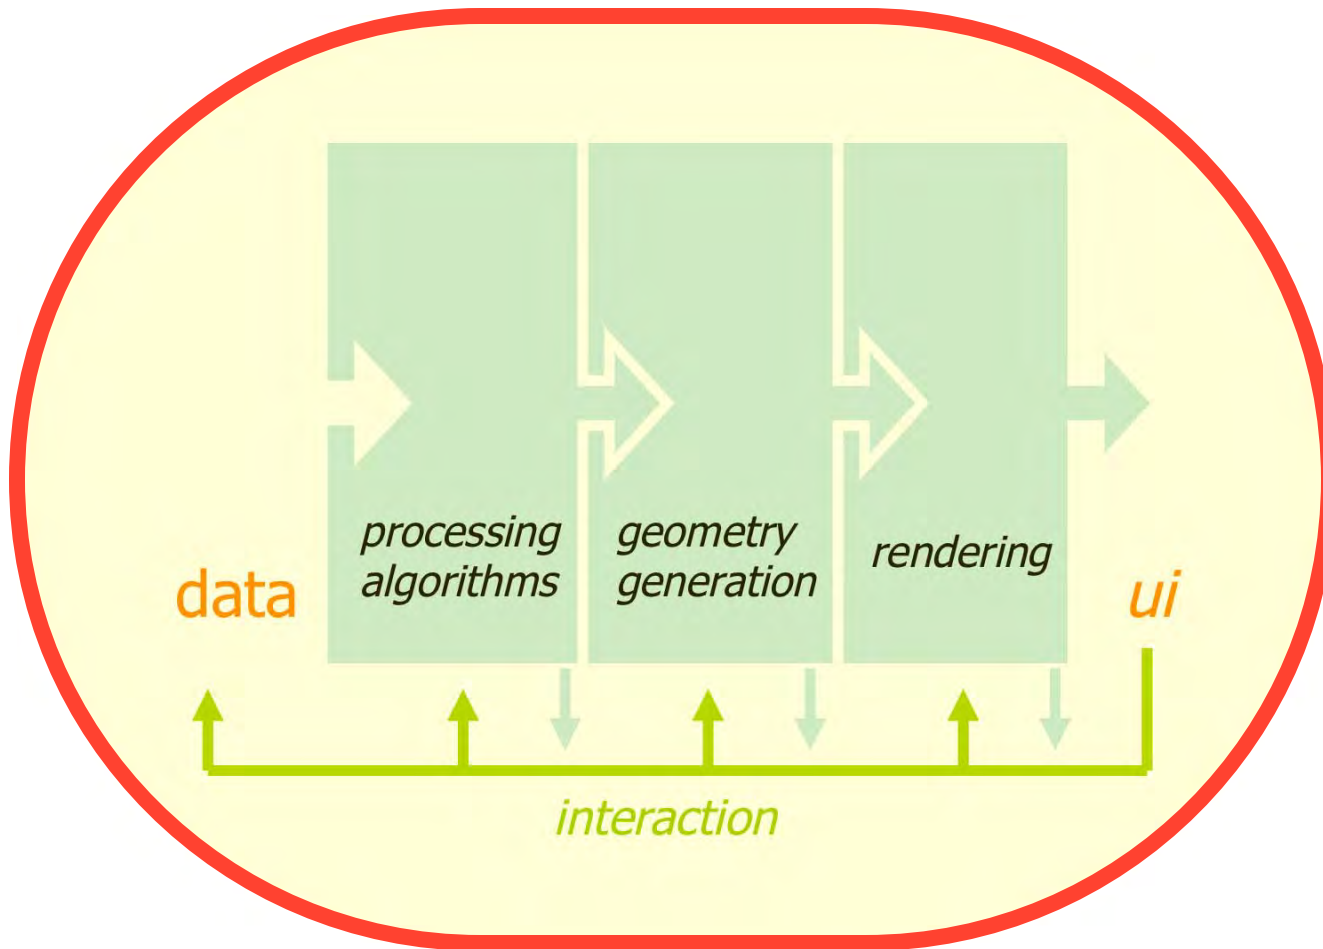 processing
algorithms
geometry
generation
rendering
data
ui
interaction